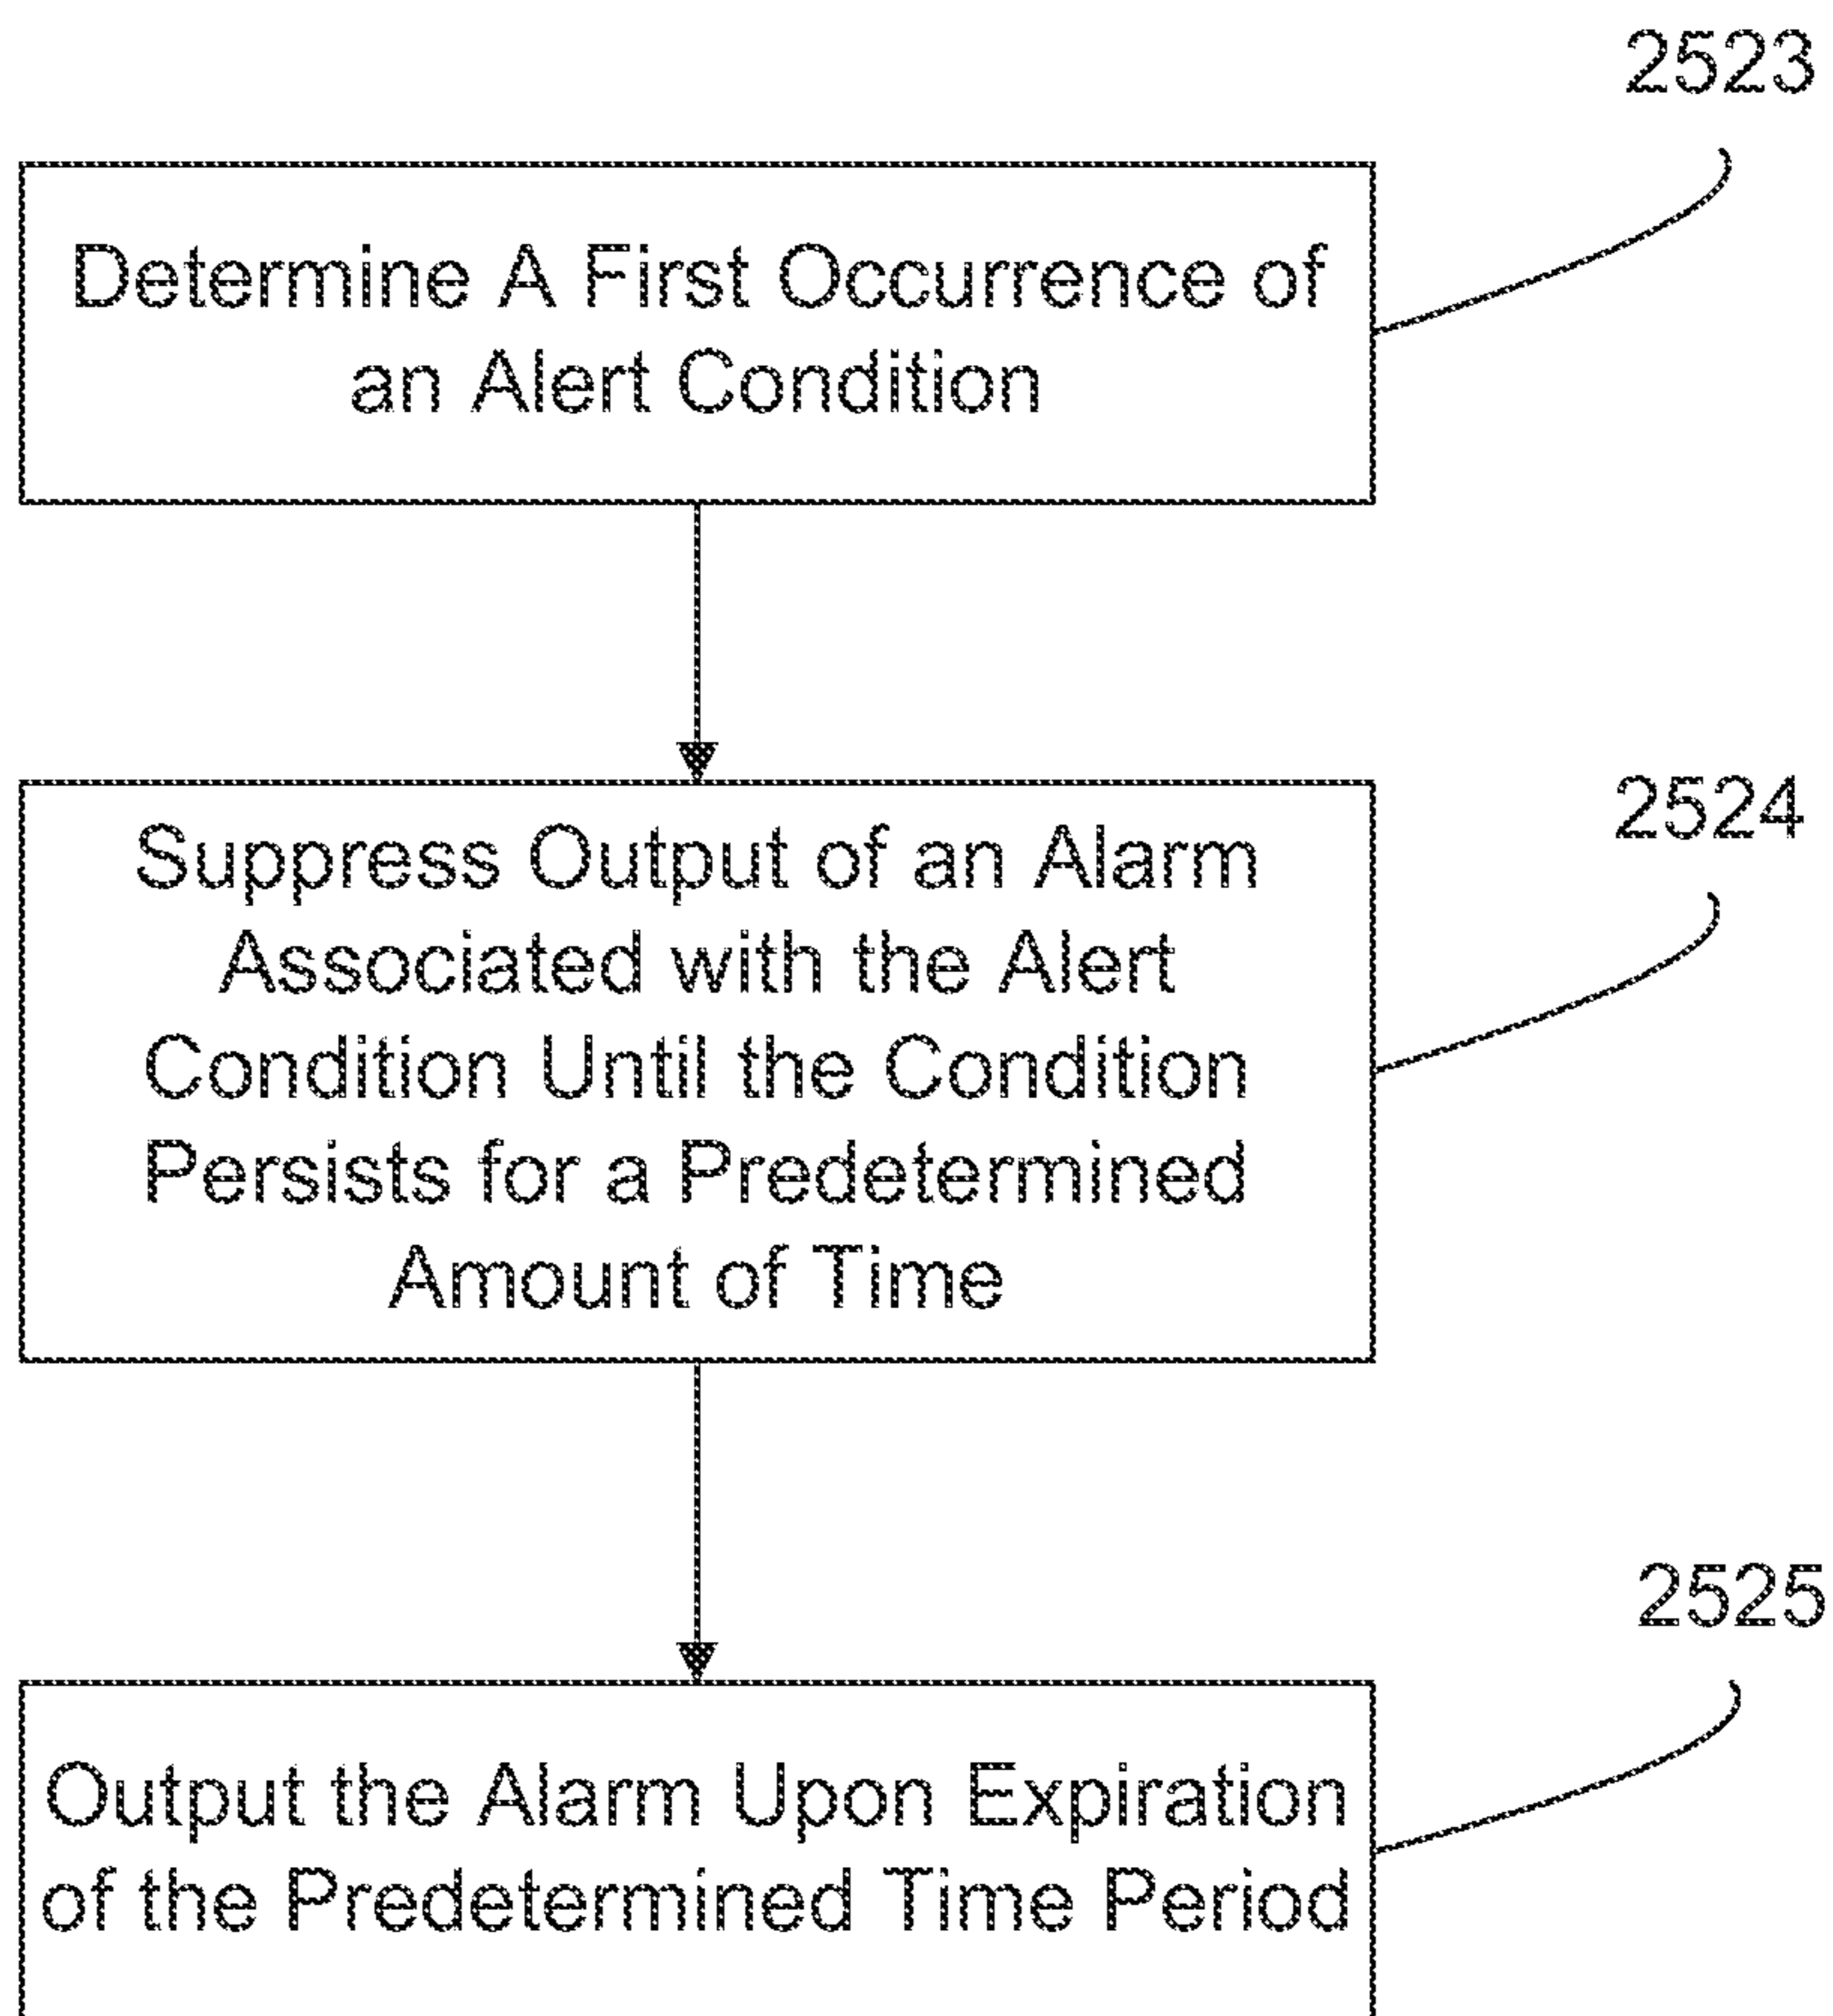 2523
Determine A First Occurrence of
an Alert Condition
2524
Suppress Output of an Alarm
Associated with the Alert
Condition Until the Condition
Persists for a Predetermined
Amount of Time
2525
Output the Alarm Upon Expiration
of the Predetermined Time Period